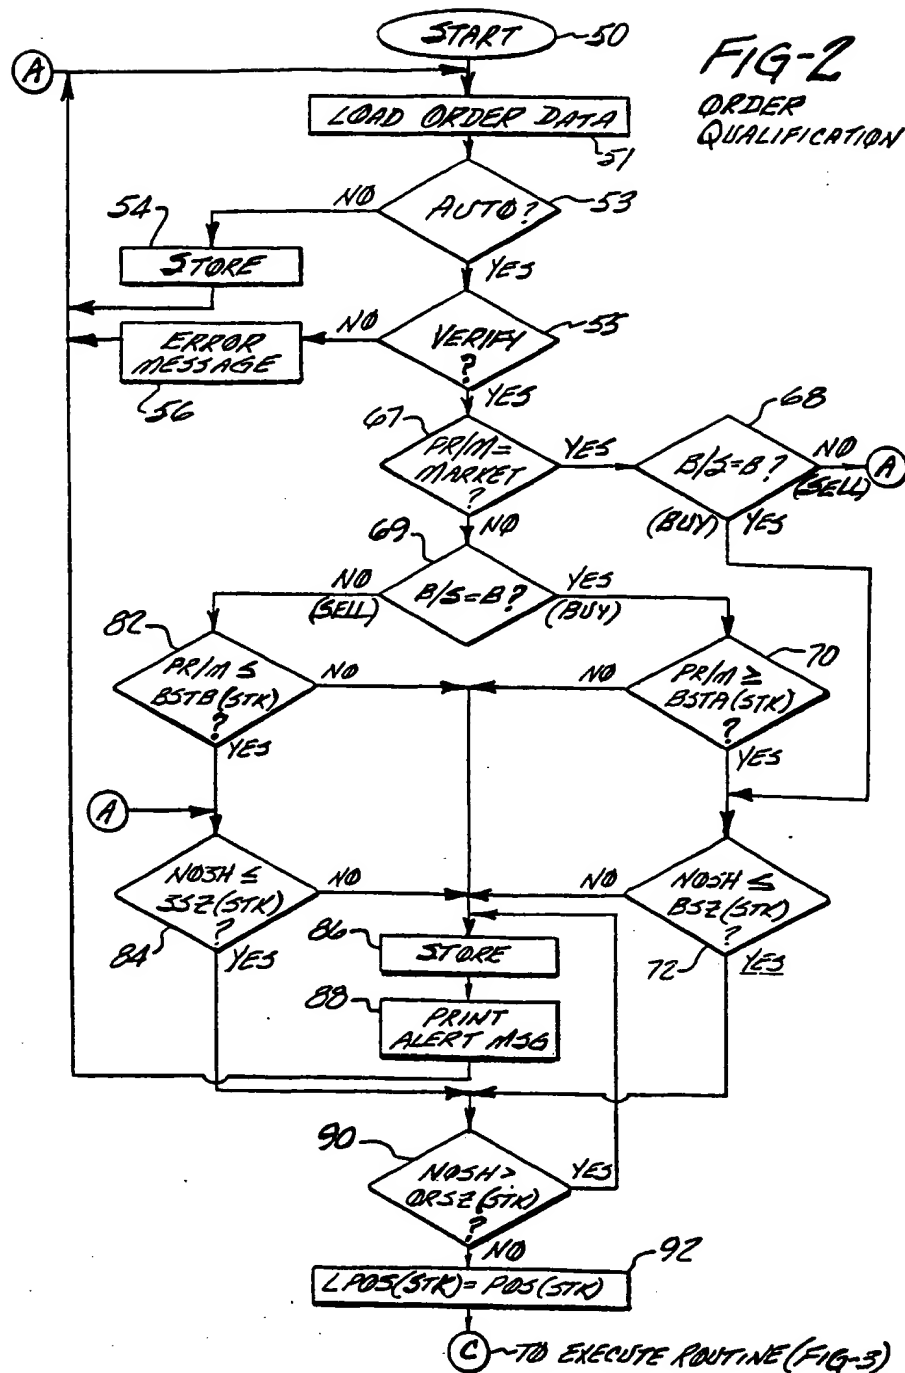 START
50
FIG-2
ORDER
QUALIFICATION
A
LOAD ORDER DATA
51
AUTO?
53
NO
YES
54
STORE
VERIFY
?
55
NO
YES
ERROR
MESSAGE
56
67
PR/M=
MARKET
?
YES
NO
68
B/S=B?
NO
(SELL)
A
(BUY)
YES
69
B/S=B?
NO
(SELL)
YES
(BUY)
82
PR/M ≤
BSTB(STK)
?
NO
YES
70
PR/M ≥
BSTA(STK)
?
NO
YES
A
NOSH ≤
SSZ(STK)
?
84
NO
YES
NOSH ≤
BSZ(STK)
?
72
NO
YES
86
STORE
88
PRINT
ALERT MSG
90
NOSH >
ORSZ(STK)
?
YES
NO
92
LPOS(STK)=POS(STK)
C
TO EXECUTE ROUTINE (FIG-3)